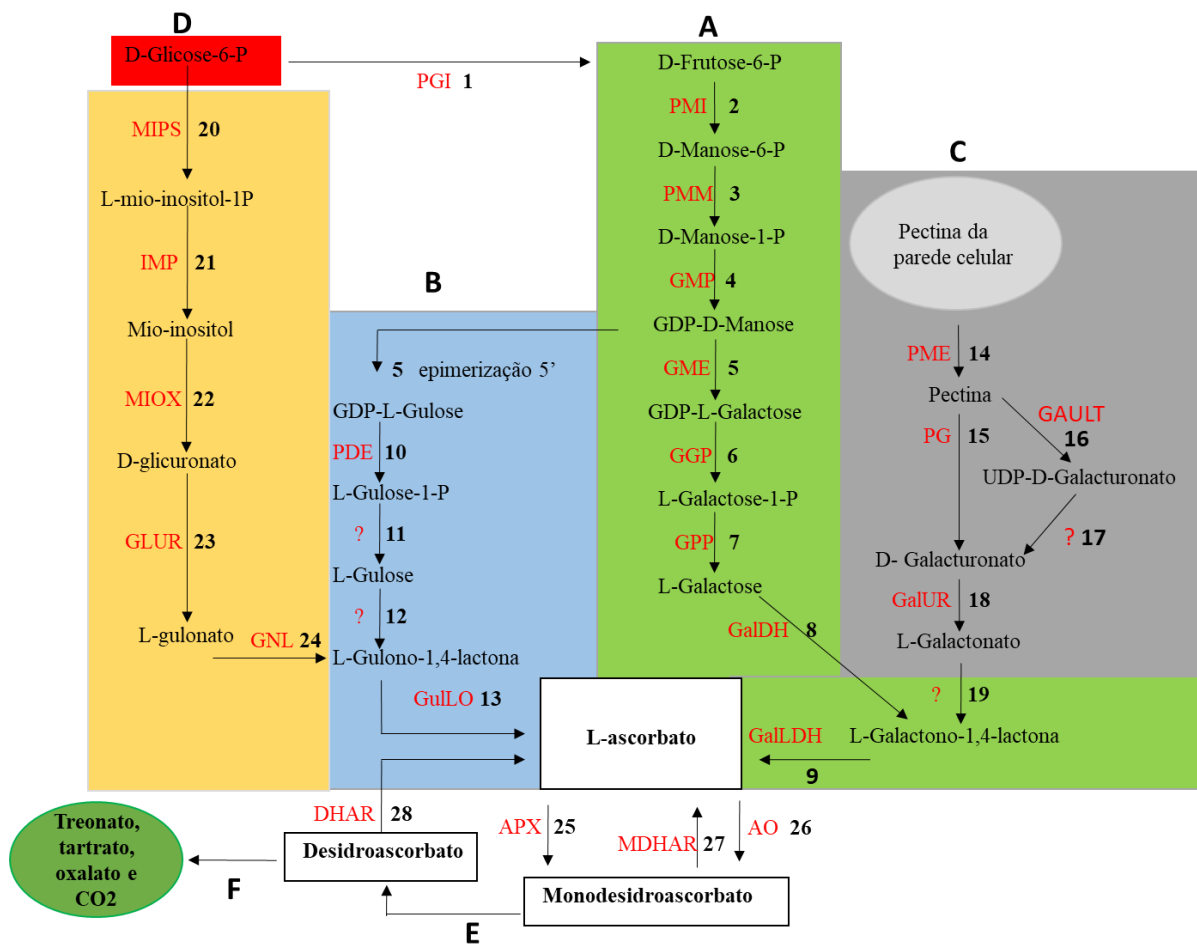 D
A
D-Glicose-6-P
PGI 1
D-Frutose-6-P
PMI 2
D-Manose-6-P
PMM 3
D-Manose-1-P
GMP 4
GDP-D-Manose
GME 5
GDP-L-Galactose
GGP 6
L-Galactose-1-P
GPP 7
L-Galactose
GalDH 8
MIPS 20
L-mio-inositol-1P
IMP 21
Mio-inositol
MIOX 22
D-glicuronato
GLUR 23
L-gulonato
GNL 24
B
5 epimerização 5’
GDP-L-Gulose
PDE 10
L-Gulose-1-P
? 11
L-Gulose
? 12
L-Gulono-1,4-lactona
GulLO 13
C
Pectina da
parede celular
PME 14
Pectina
PG 15
GAULT
16
UDP-D-Galacturonato
? 17
D- Galacturonato
GalUR 18
L-Galactonato
? 19
L-Galactono-1,4-lactona
GalLDH
9
L-ascorbato
DHAR 28
APX 25
MDHAR 27
AO 26
Treonato,
tartrato,
oxalato e
CO2
F
Desidroascorbato
E
Monodesidroascorbato